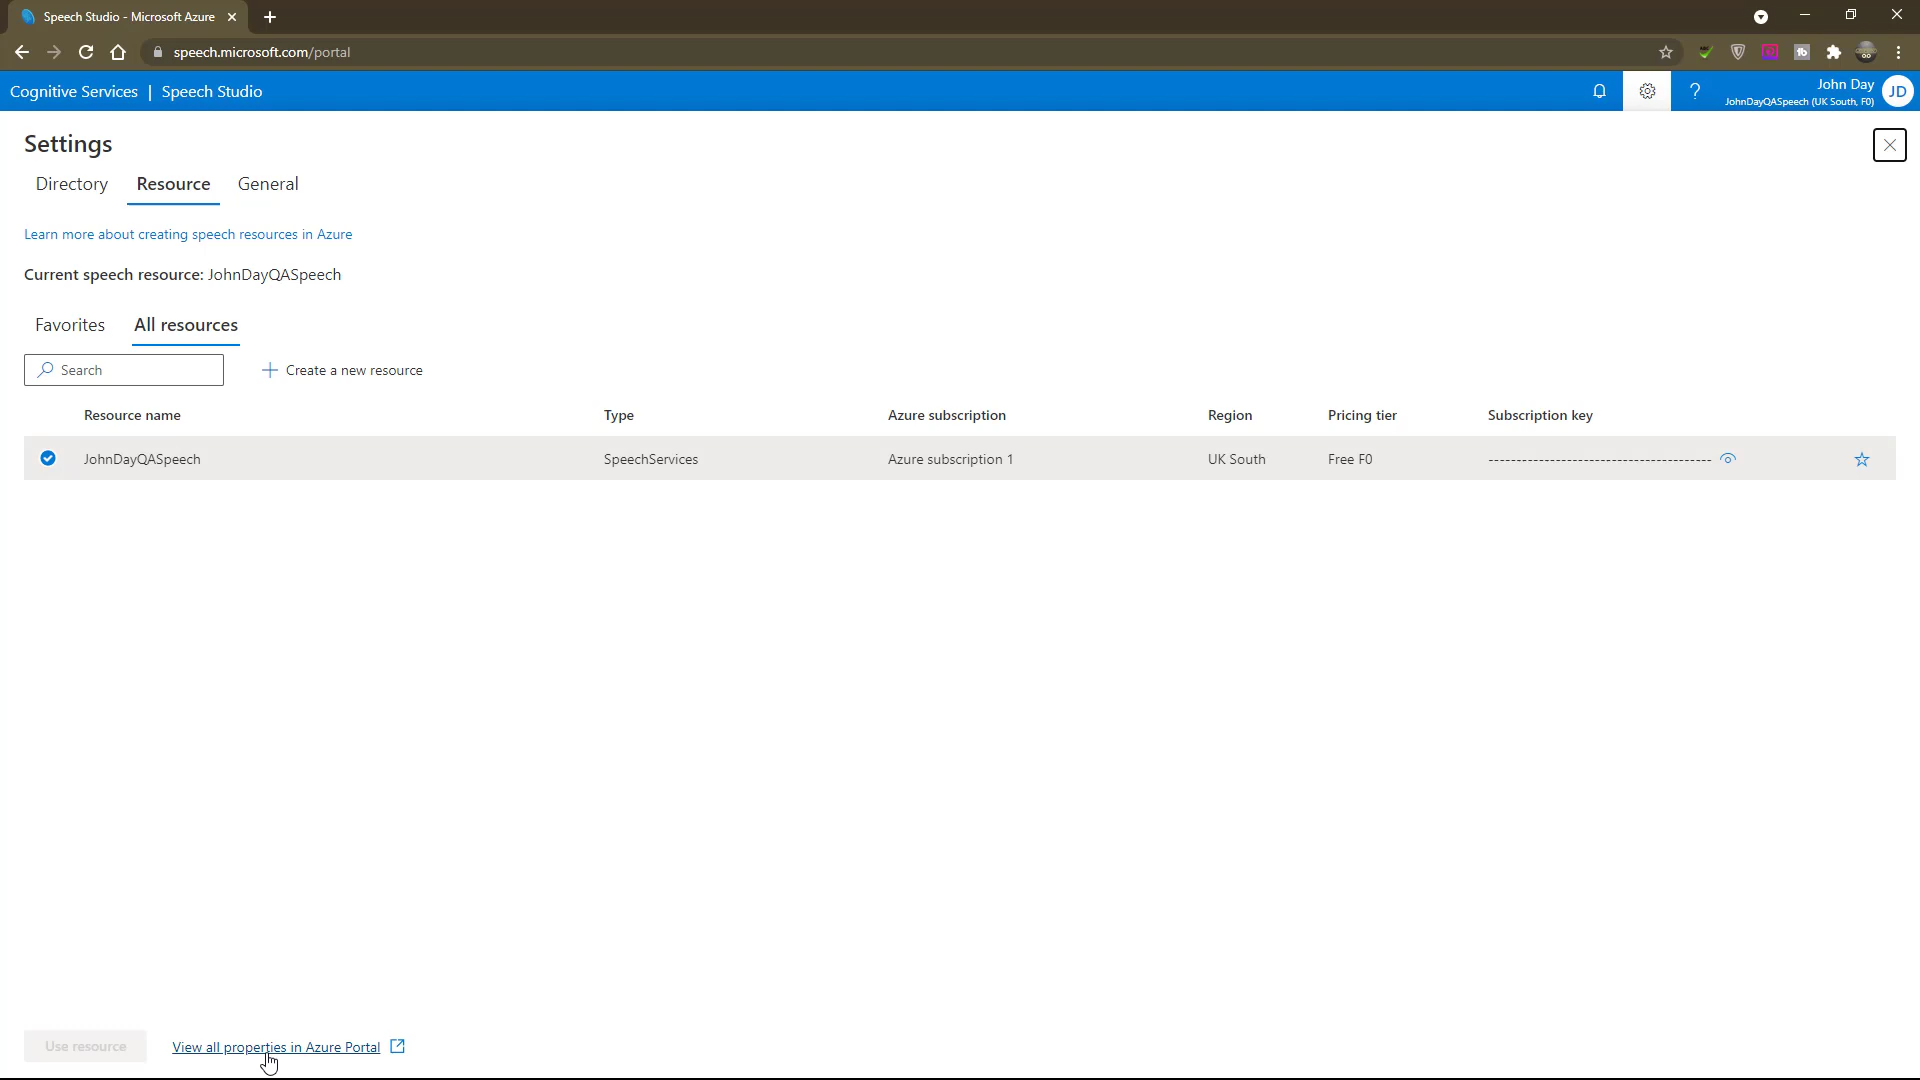 Speech Studio - Microsoft Azure
speech.microsoft.com/portal
Cognitive Services | Speech Studio
?
John Day
JohnDayQASpeech (UK South, F0)
JD
Settings
Directory Resource General
Learn more about creating speech resources in Azure
Current speech resource: JohnDayQASpeech
Favorites All resources
Search
Create a new resource
Resource name Type Azure subscription Region Pricing tier Subscription key
JohnDayQASpeech SpeechServices Azure subscription 1 UK South Free F0 ----------------------------------------
Use resource
View all properties in Azure Portal